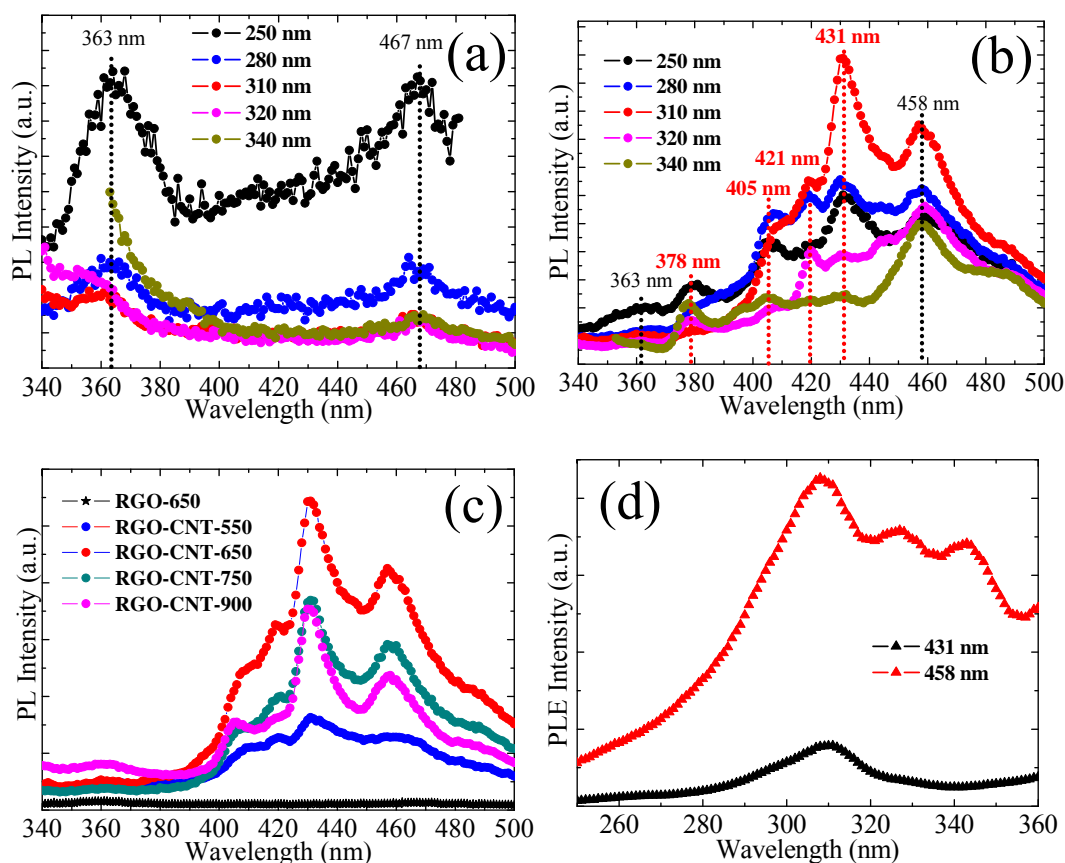 (a)
363 nm
467 nm
250 nm
280 nm
310 nm
320 nm
340 nm
PL Intensity (a.u.)
340 360 380 400 420 440 460 480 500
Wavelength (nm)
(b)
250 nm
280 nm
310 nm
320 nm
340 nm
431 nm
458 nm
421 nm
405 nm
378 nm
363 nm
PL Intensity (a.u.)
340 360 380 400 420 440 460 480 500
Wavelength (nm)
(c)
RGO-650
RGO-CNT-550
RGO-CNT-650
RGO-CNT-750
RGO-CNT-900
PL Intensity (a.u.)
340 360 380 400 420 440 460 480 500
Wavelength (nm)
(d)
431 nm
458 nm
PLE Intensity (a.u.)
260 280 300 320 340 360
Wavelength (nm)